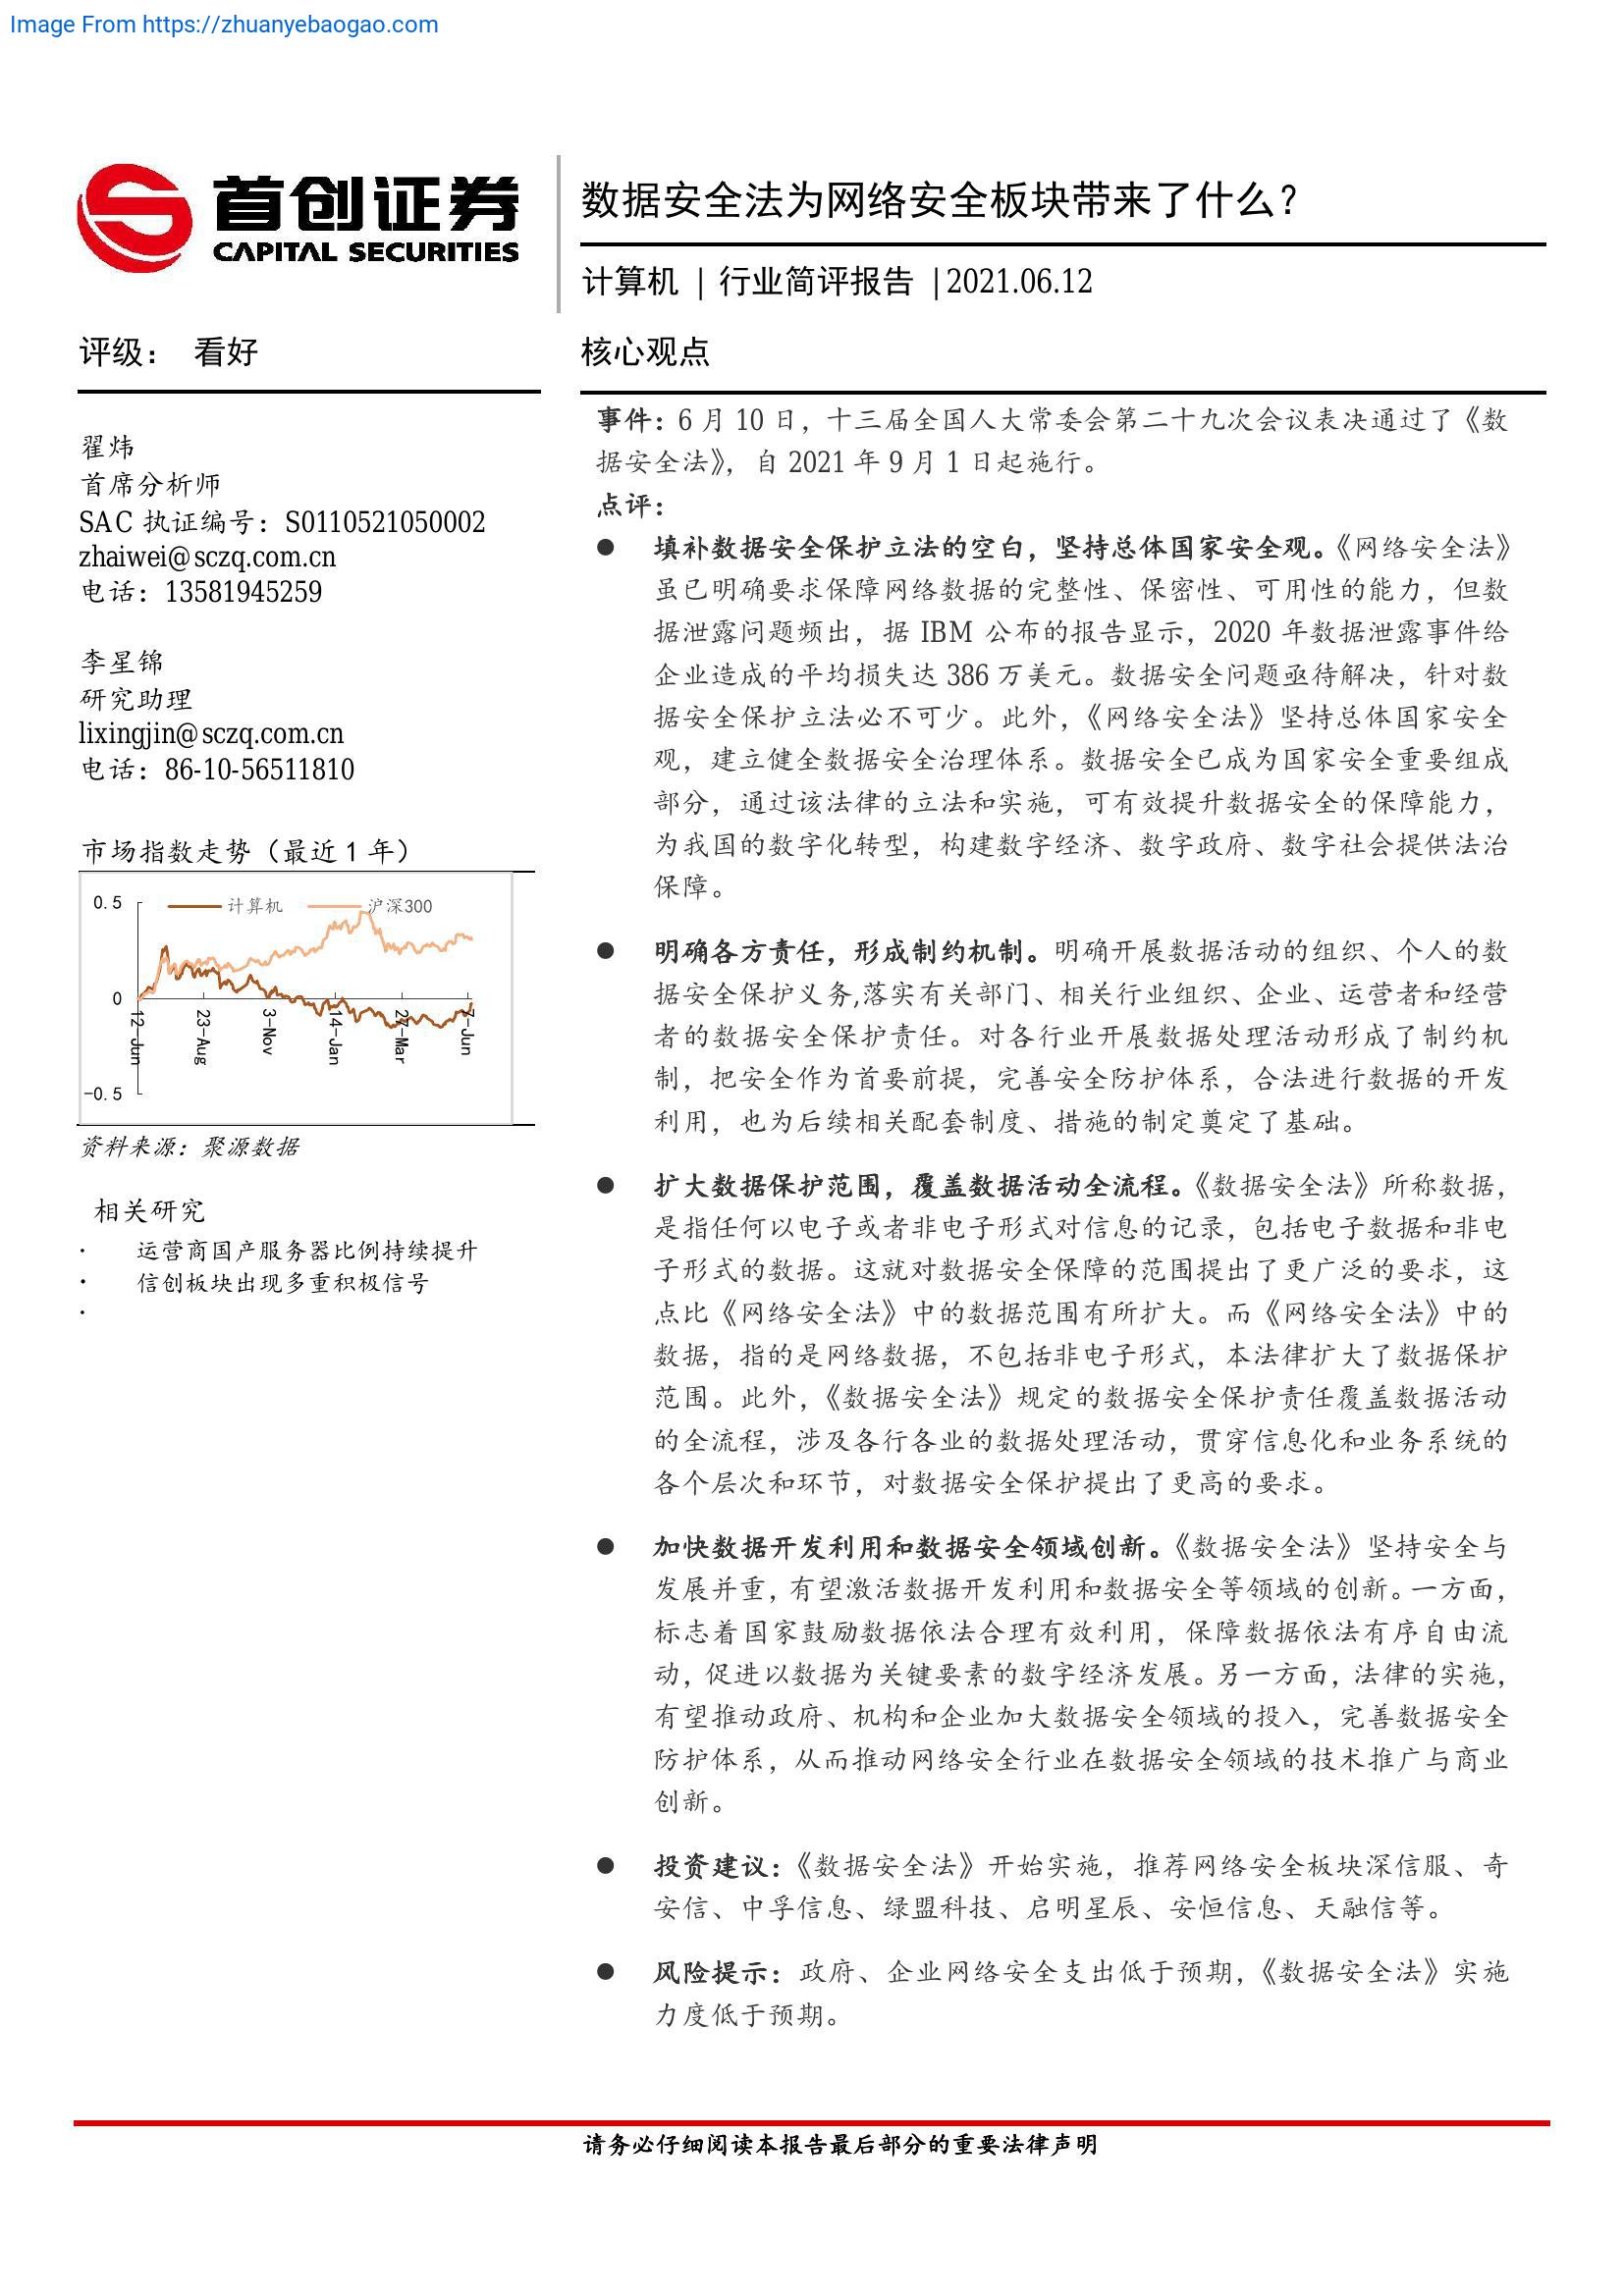 Image From https://zhuanyebaogao.com
首创证券
CAPITAL SECURITIES
数据安全法为网络安全板块带来了什么？
计算机 | 行业简评报告 |2021.06.12
评级： 看好
翟炜
首席分析师
SAC 执证编号：S0110521050002
zhaiwei@sczq.com.cn
电话：13581945259
李星锦
研究助理
lixingjin@sczq.com.cn
电话：86-10-56511810
市场指数走势（最近 1 年）
0.5
计算机
沪深300
0
12-Jun
23-Aug
3-Nov
14-Jan
27-Mar
7-Jun
-0.5
资料来源：聚源数据
相关研究
· 运营商国产服务器比例持续提升
· 信创板块出现多重积极信号
·
核心观点
事件：6 月 10 日，十三届全国人大常委会第二十九次会议表决通过了《数
据安全法》，自 2021 年 9 月 1 日起施行。
点评：
● 填补数据安全保护立法的空白，坚持总体国家安全观。《网络安全法》
虽已明确要求保障网络数据的完整性、保密性、可用性的能力，但数
据泄露问题频出，据 IBM 公布的报告显示，2020 年数据泄露事件给
企业造成的平均损失达 386 万美元。数据安全问题亟待解决，针对数
据安全保护立法必不可少。此外，《网络安全法》坚持总体国家安全
观，建立健全数据安全治理体系。数据安全已成为国家安全重要组成
部分，通过该法律的立法和实施，可有效提升数据安全的保障能力，
为我国的数字化转型，构建数字经济、数字政府、数字社会提供法治
保障。
● 明确各方责任，形成制约机制。明确开展数据活动的组织、个人的数
据安全保护义务,落实有关部门、相关行业组织、企业、运营者和经营
者的数据安全保护责任。对各行业开展数据处理活动形成了制约机
制，把安全作为首要前提，完善安全防护体系，合法进行数据的开发
利用，也为后续相关配套制度、措施的制定奠定了基础。
● 扩大数据保护范围，覆盖数据活动全流程。《数据安全法》所称数据，
是指任何以电子或者非电子形式对信息的记录，包括电子数据和非电
子形式的数据。这就对数据安全保障的范围提出了更广泛的要求，这
点比《网络安全法》中的数据范围有所扩大。而《网络安全法》中的
数据，指的是网络数据，不包括非电子形式，本法律扩大了数据保护
范围。此外，《数据安全法》规定的数据安全保护责任覆盖数据活动
的全流程，涉及各行各业的数据处理活动，贯穿信息化和业务系统的
各个层次和环节，对数据安全保护提出了更高的要求。
● 加快数据开发利用和数据安全领域创新。《数据安全法》坚持安全与
发展并重，有望激活数据开发利用和数据安全等领域的创新。一方面，
标志着国家鼓励数据依法合理有效利用，保障数据依法有序自由流
动，促进以数据为关键要素的数字经济发展。另一方面，法律的实施，
有望推动政府、机构和企业加大数据安全领域的投入，完善数据安全
防护体系，从而推动网络安全行业在数据安全领域的技术推广与商业
创新。
● 投资建议：《数据安全法》开始实施，推荐网络安全板块深信服、奇
安信、中孚信息、绿盟科技、启明星辰、安恒信息、天融信等。
● 风险提示：政府、企业网络安全支出低于预期，《数据安全法》实施
力度低于预期。
请务必仔细阅读本报告最后部分的重要法律声明